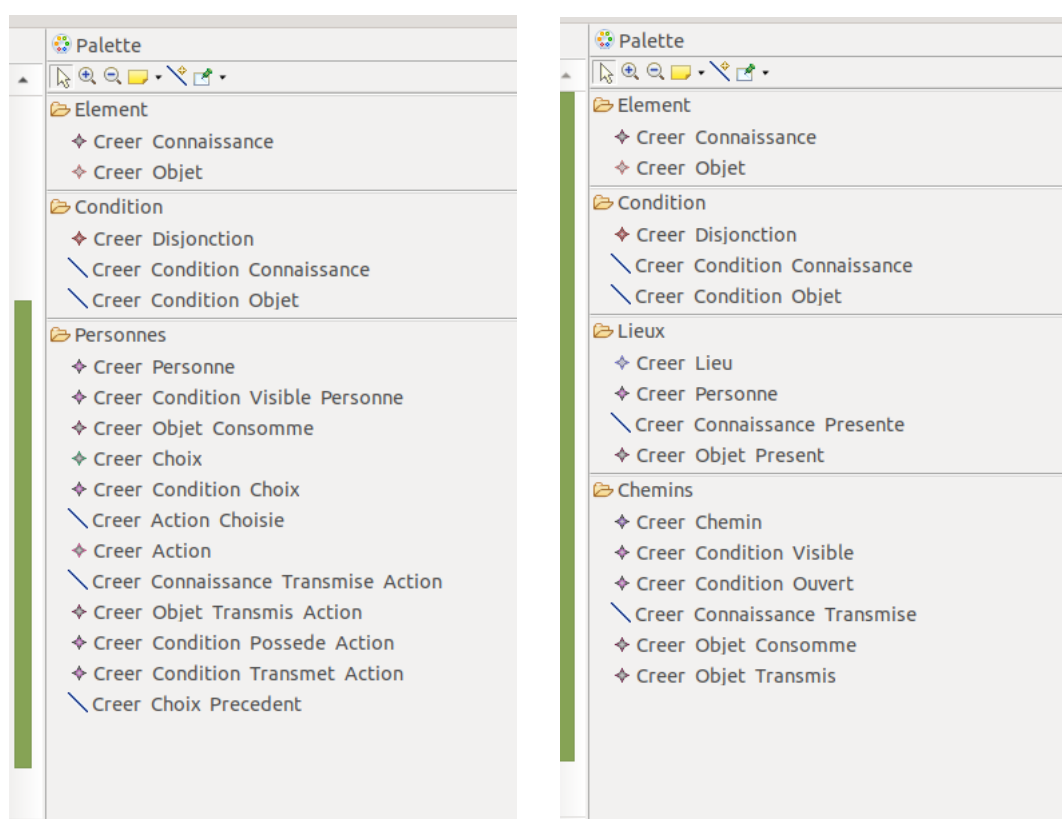 Palette
Element
Creer Connaissance
Creer Objet
Condition
Creer Disjonction
Creer Condition Connaissance
Creer Condition Objet
Personnes
Creer Personne
Creer Condition Visible Personne
Creer Objet Consomme
Creer Choix
Creer Condition Choix
Creer Action Choisie
Creer Action
Creer Connaissance Transmise Action
Creer Objet Transmis Action
Creer Condition Possede Action
Creer Condition Transmet Action
Creer Choix Precedent
Palette
Element
Creer Connaissance
Creer Objet
Condition
Creer Disjonction
Creer Condition Connaissance
Creer Condition Objet
Lieux
Creer Lieu
Creer Personne
Creer Connaissance Presente
Creer Objet Present
Chemins
Creer Chemin
Creer Condition Visible
Creer Condition Ouvert
Creer Connaissance Transmise
Creer Objet Consomme
Creer Objet Transmis